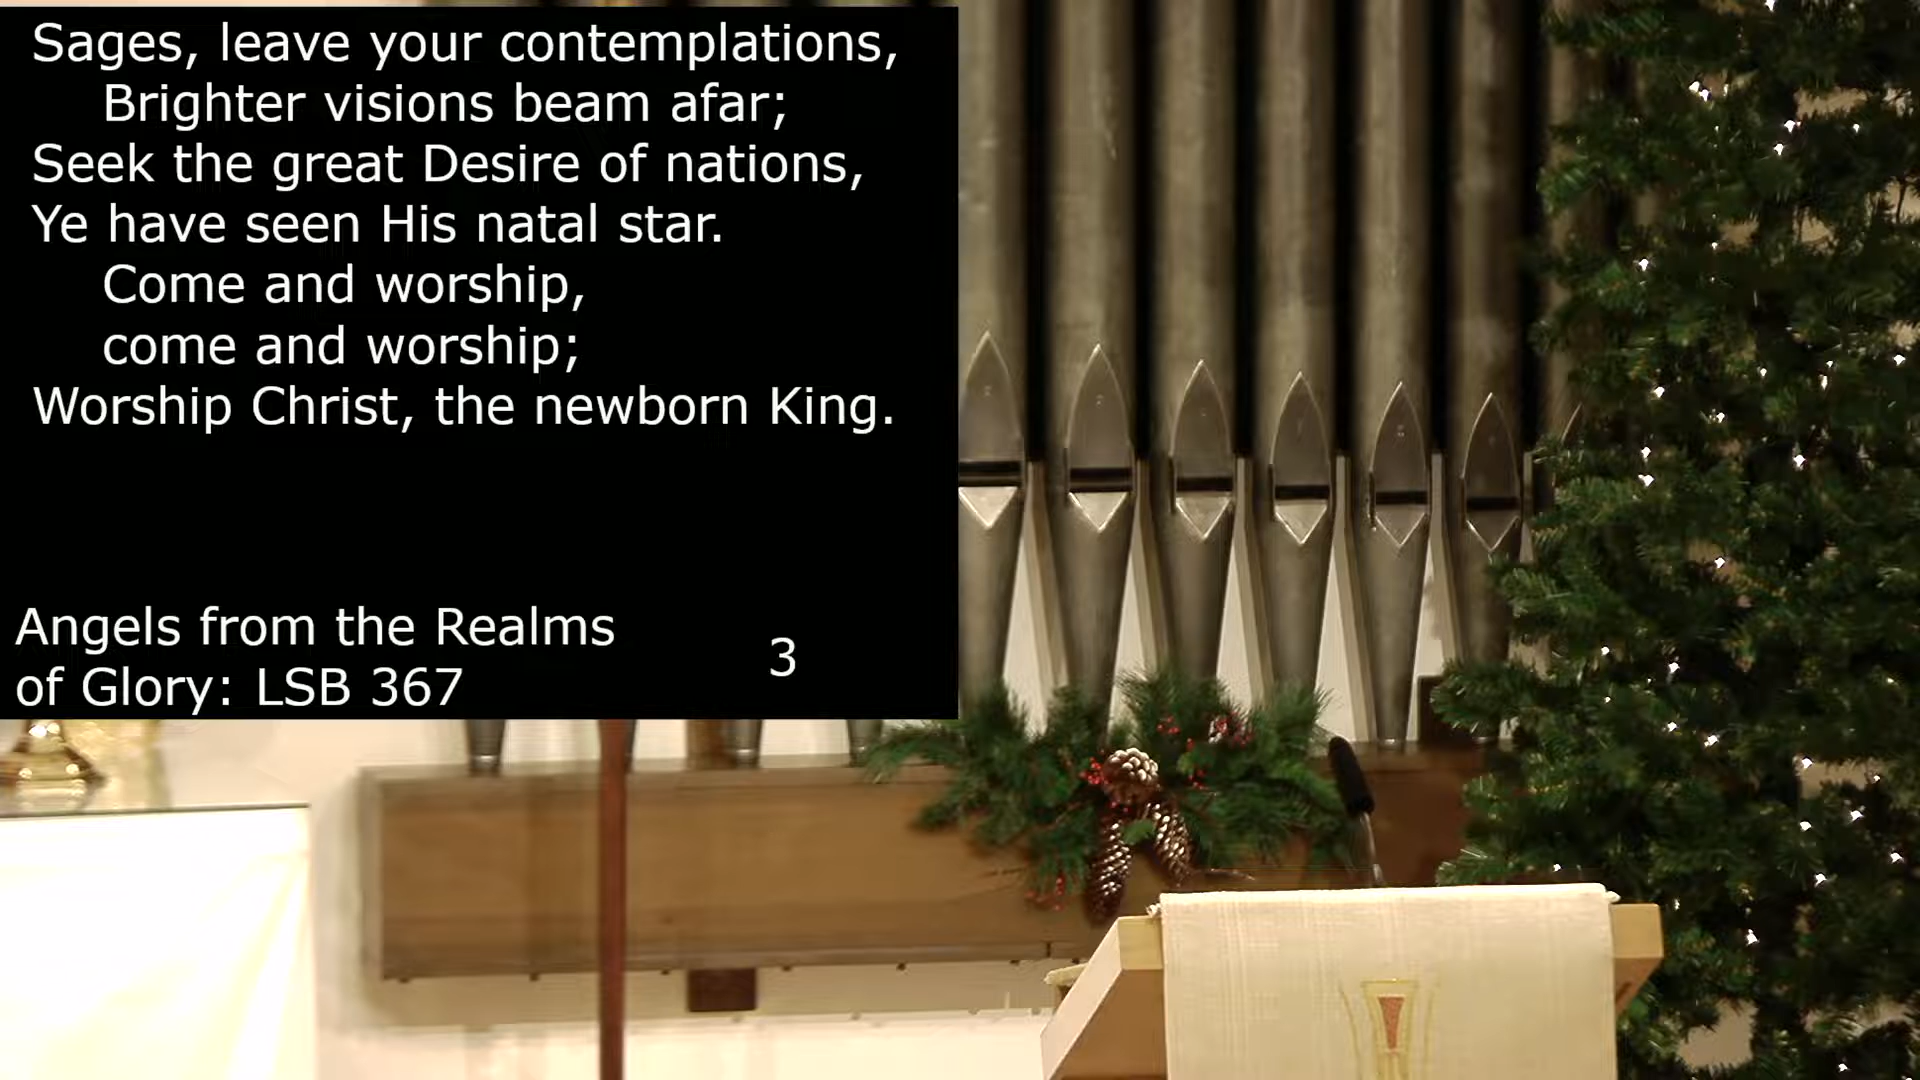 Sages, leave your contemplations,
Brighter visions beam afar;
Seek the great Desire of nations,
Ye have seen His natal star.
Come and worship,
come and worship;
Worship Christ, the newborn King.
Angels from the Realms
of Glory: LSB 367
3